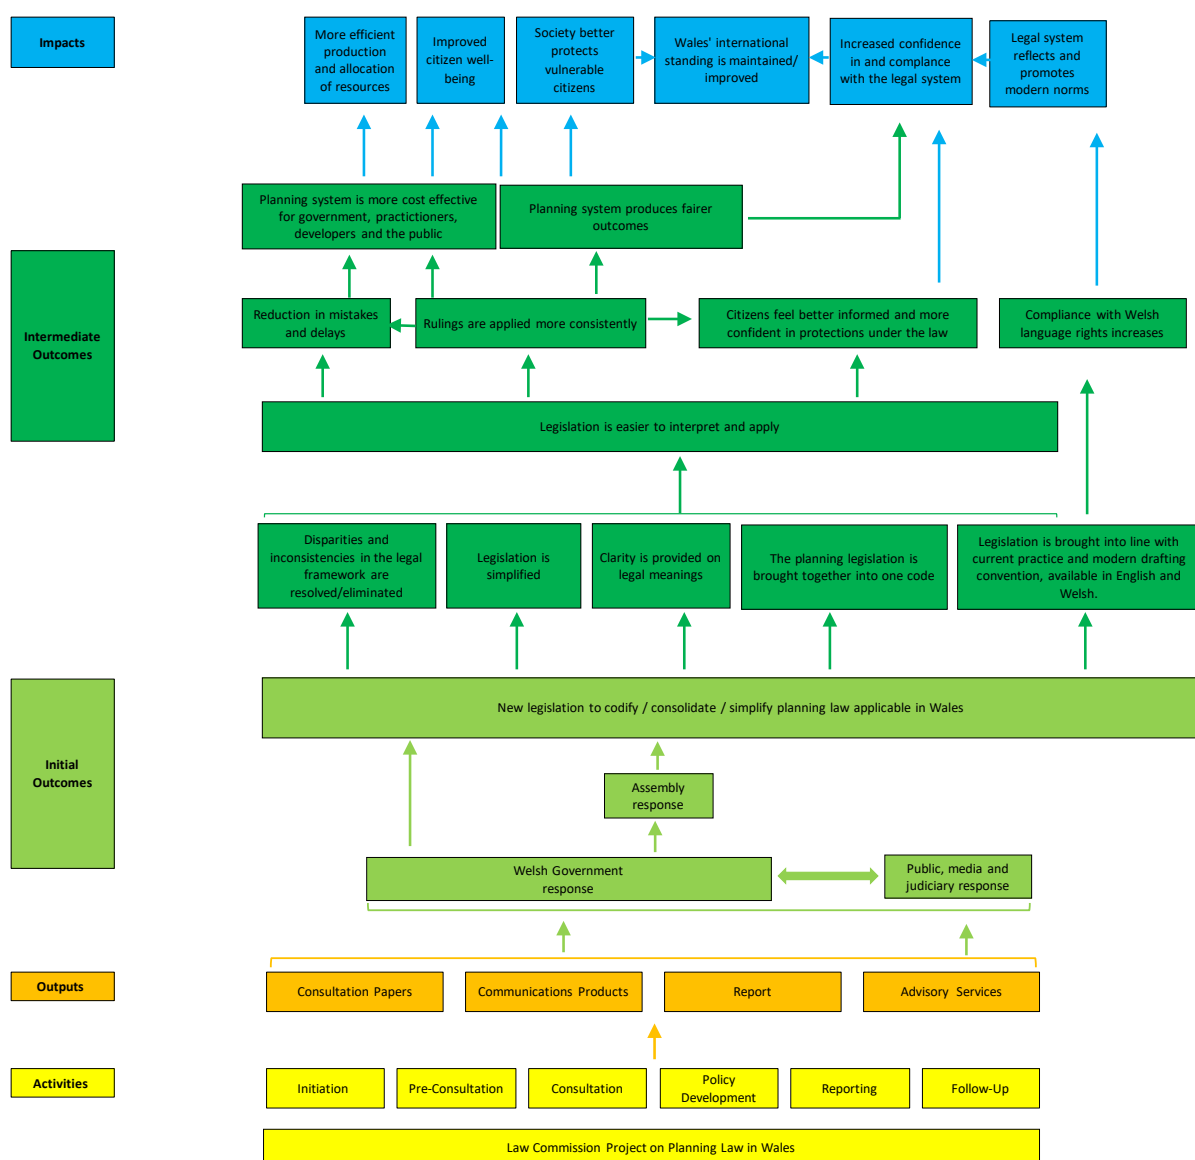 Impacts
More efficient
production
and allocation
of resources
Improved
citizen well-
being
Society better
protects
vulnerable
citizens
Wales' international
standing is maintained/
improved
Increased confidence
in and compliance
with the legal system
Legal system
reflects and
promotes
modern norms
Planning system is more cost effective
for government, practictioners,
developers and the public
Planning system produces fairer
outcomes
Intermediate
Outcomes
Reduction in mistakes
and delays
Rulings are applied more consistently
Citizens feel better informed and more
confident in protections under the law
Compliance with Welsh
language rights increases
Legislation is easier to interpret and apply
Disparities and
inconsistencies in the legal
framework are
resolved/eliminated
Legislation is
simplified
Clarity is provided on
legal meanings
The planning legislation is
brought together into one code
Legislation is brought into line with
current practice and modern drafting
convention, available in English and
Welsh.
Initial
Outcomes
New legislation to codify / consolidate / simplify planning law applicable in Wales
Assembly
response
Welsh Government
response
Public, media and
judiciary response
Outputs
Consultation Papers
Communications Products
Report
Advisory Services
Activities
Initiation
Pre-Consultation
Consultation
Policy
Development
Reporting
Follow-Up
Law Commission Project on Planning Law in Wales